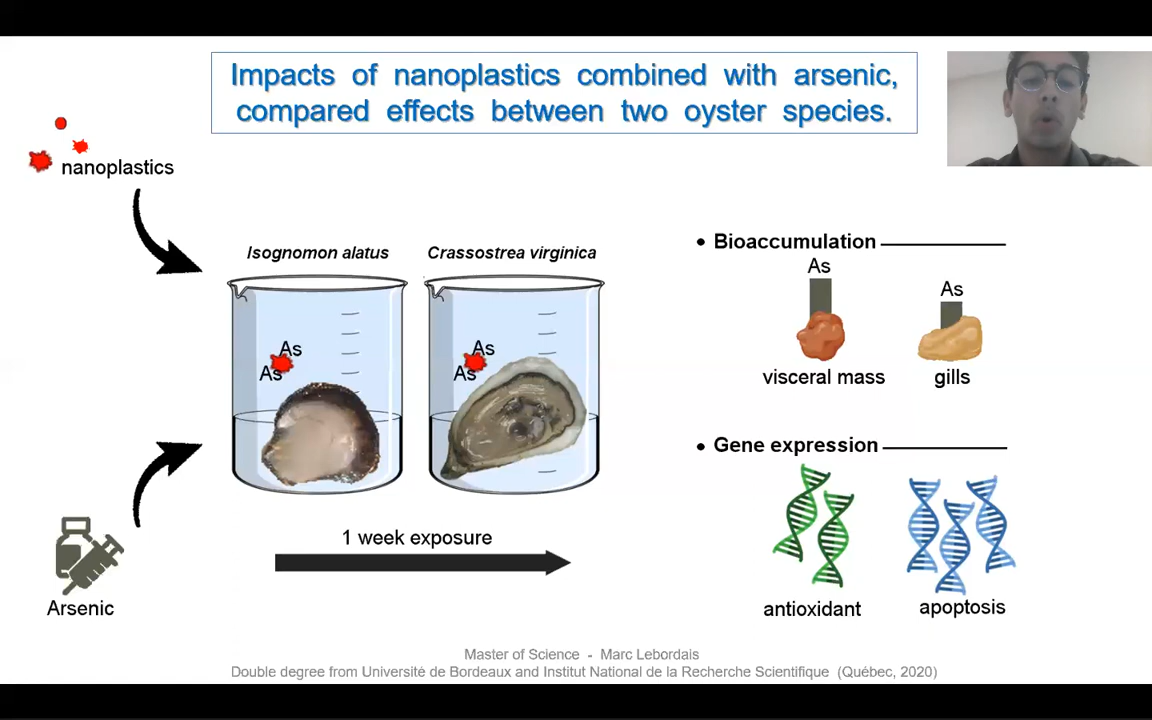 Impacts of nanoplastics combined with arsenic,
compared effects between two oyster species.
nanoplastics
Isognomon alatus
Crassostrea virginica
As
As
As
As
1 week exposure
Arsenic
• Bioaccumulation
As
As
visceral mass
gills
• Gene expression
antioxidant
apoptosis
Master of Science - Marc Lebordais
Double degree from Université de Bordeaux and Institut National de la Recherche Scientifique (Québec, 2020)